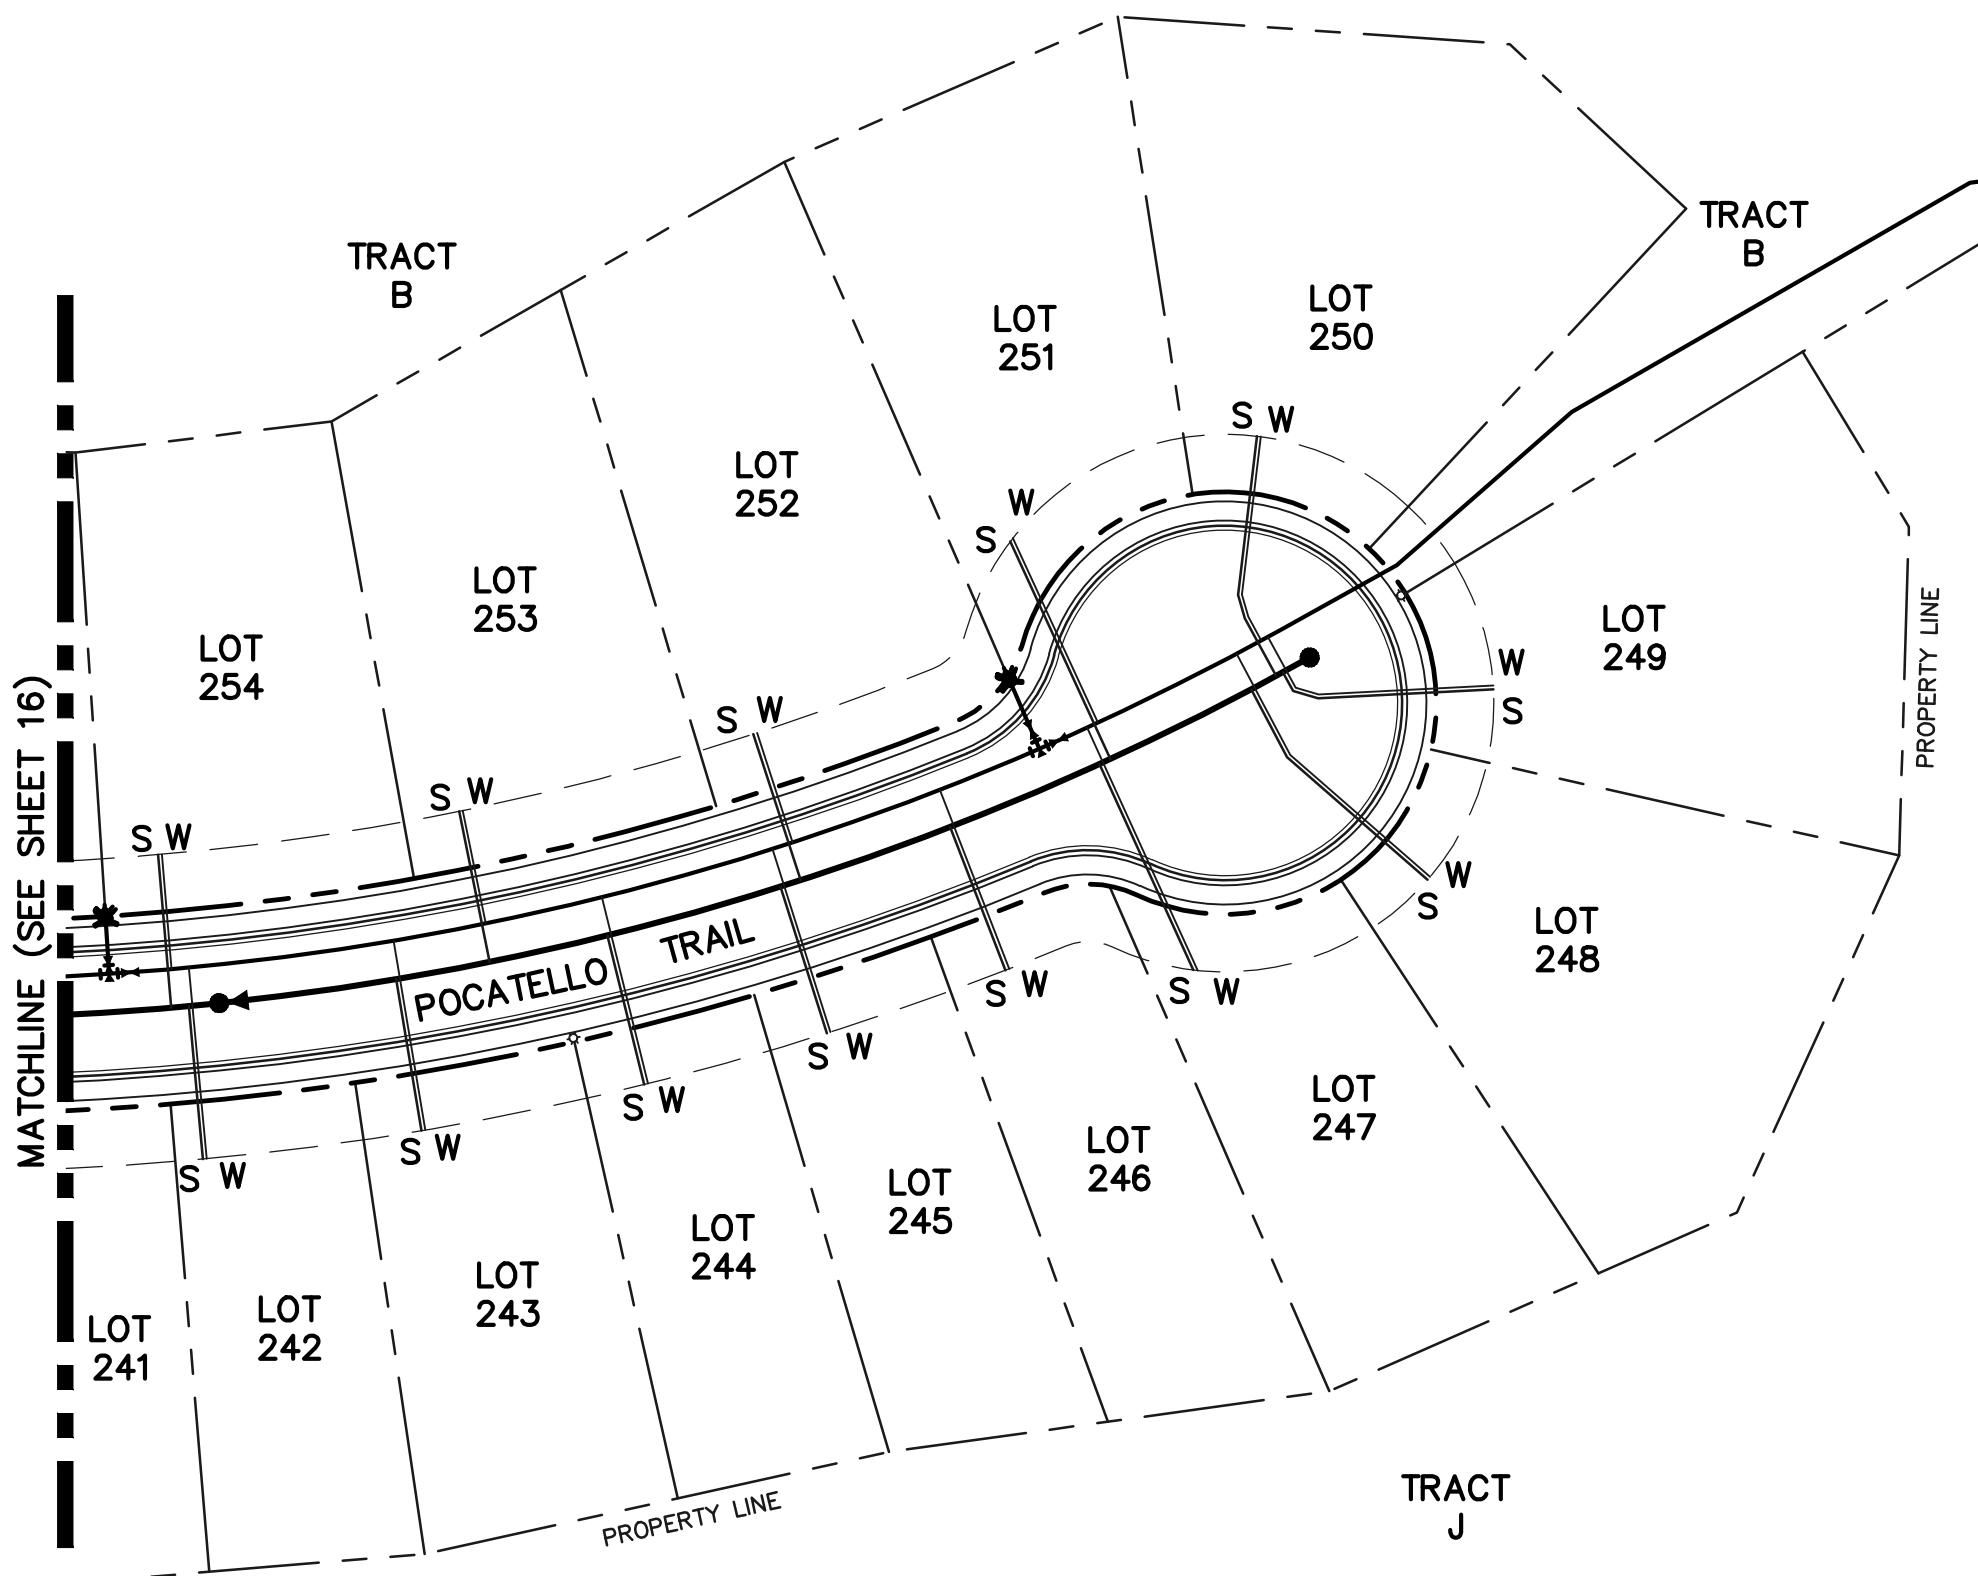 TRACT
B
TRACT
B
LOT
250
LOT
251
S W
LOT
252
W
S
LOT
253
LOT
249
PROPERTY LINE
LOT
254
W
S
S W
S W
S W
W
S
MATCHLINE (SEE SHEET 16)
POCATELLO TRAIL
LOT
248
S W
S W
S W
S W
S W
S W
LOT
247
LOT
246
LOT
245
LOT
244
LOT
243
LOT
242
LOT
241
PROPERTY LINE
TRACT
J